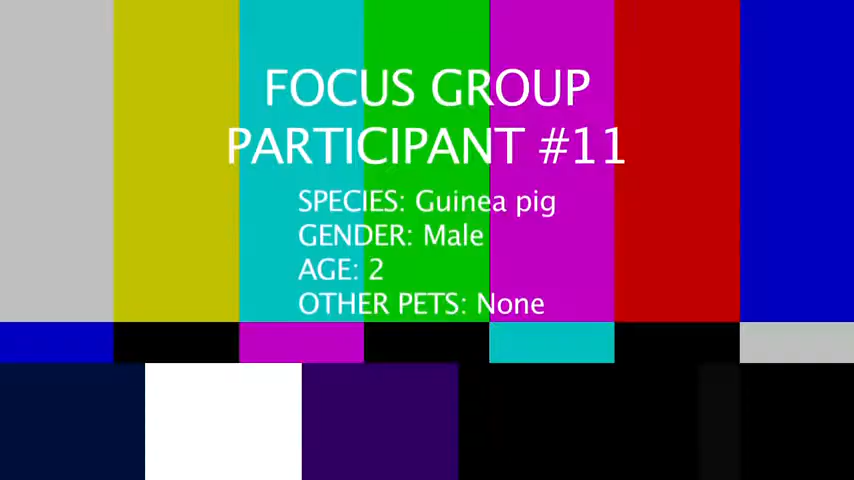 FOCUS GROUP
PARTICIPANT #11
SPECIES: Guinea pig
GENDER: Male
AGE: 2
OTHER PETS: None